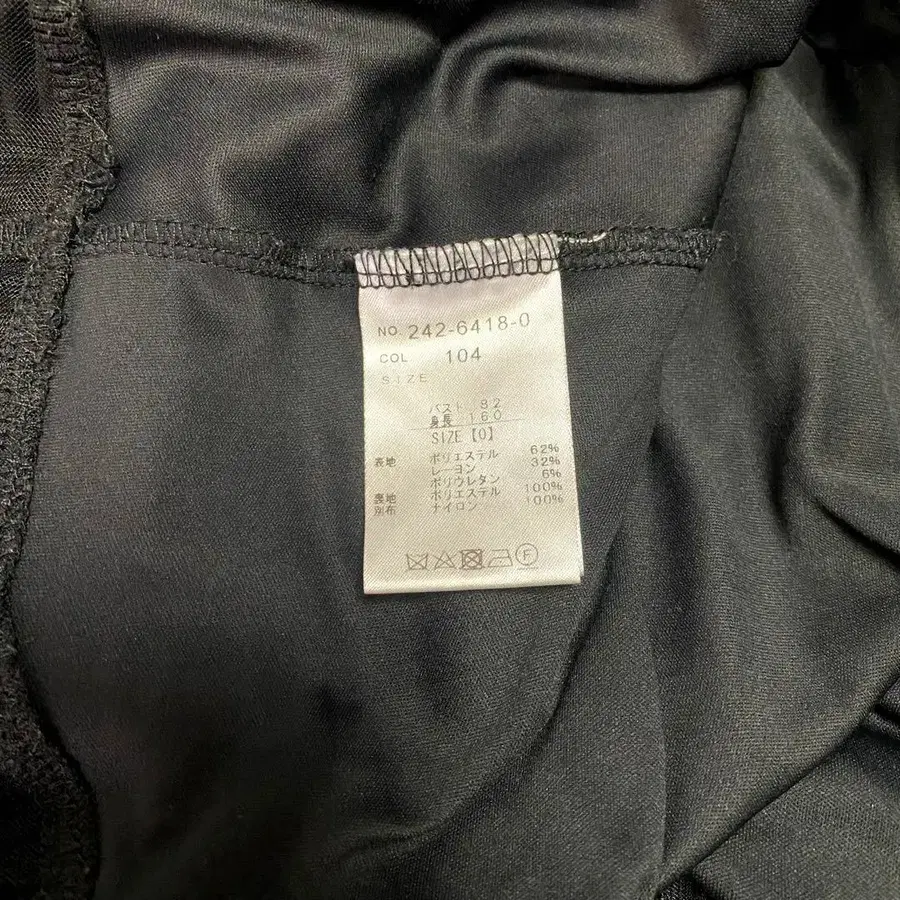 NO. 242-6418-0
COL 104
SIZE
バスト 82
身長 160
SIZE【0】
表地 ポリエステル 62%
レーヨン 32%
ポリウレタン 6%
裏地 ポリエステル 100%
別布 ナイロン 100%
F